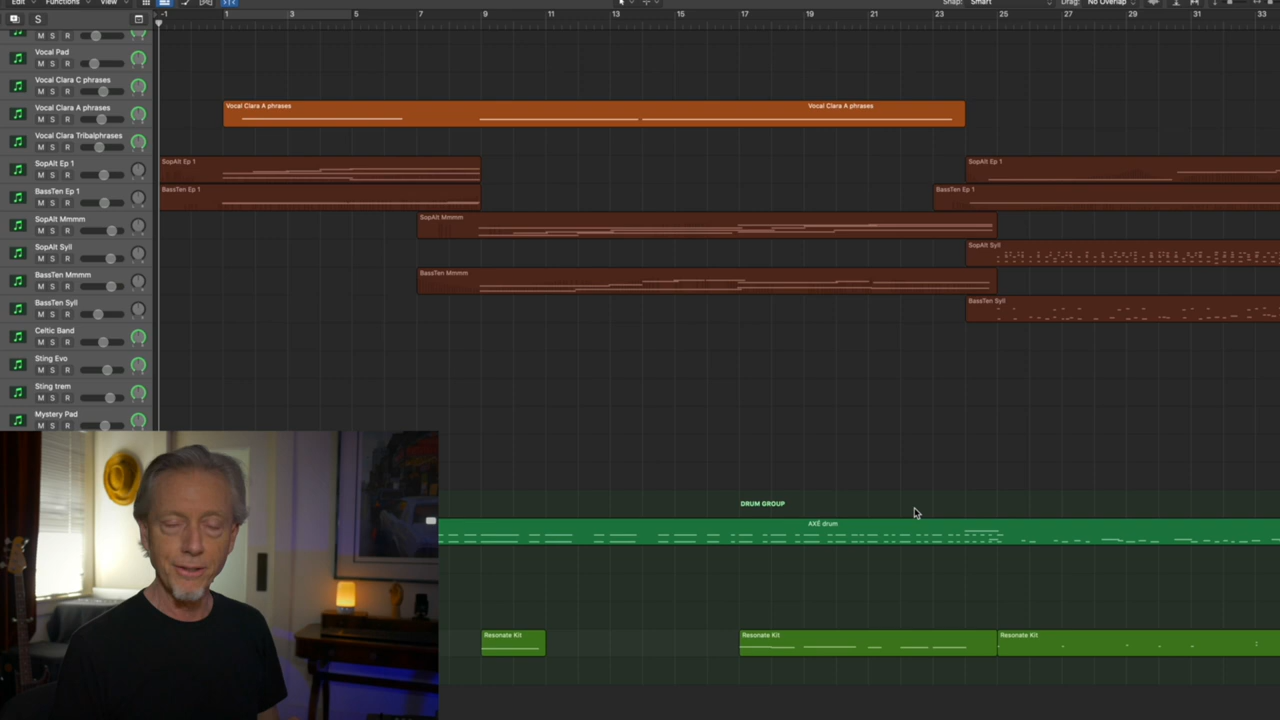 Edit Functions View Snap: Smart Drag: No Overlap
S
-1 1 3 5 7 9 11 13 15 17 19 21 23 25 27 29 31 33
M S R
Vocal Pad
M S R
Vocal Clara C phrases
M S R
Vocal Clara A phrases
M S R
Vocal Clara A phrases Vocal Clara A phrases
Vocal Clara Tribalphrases
M S R
SopAlt Ep 1
M S R
SopAlt Ep 1 SopAlt Ep 1
BassTen Ep 1
M S R
BassTen Ep 1 BassTen Ep 1
SopAlt Mmmm
M S R
SopAlt Mmmm
SopAlt Syll
M S R
SopAlt Syll
BassTen Mmmm
M S R
BassTen Mmmm
BassTen Syll
M S R
BassTen Syll
Celtic Band
M S R
Sting Evo
M S R
Sting trem
M S R
Mystery Pad
M S R
DRUM GROUP
AXÉ drum
Resonate Kit Resonate Kit Resonate Kit